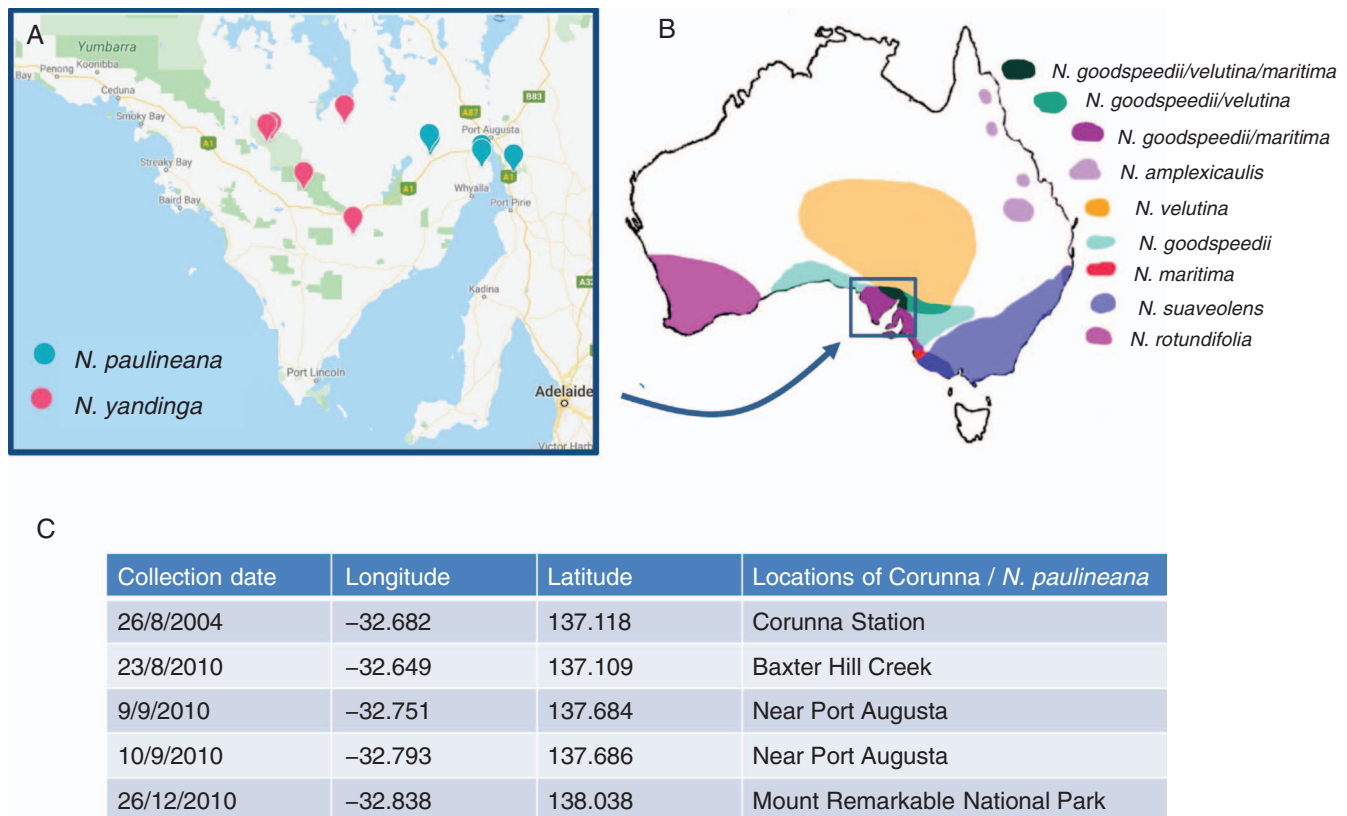 A
Yumbarra
Bay
Penong
Koonibba
Ceduna
Smoky Bay
Streaky Bay
Baird Bay
A1
A1
A87
B83
Port Augusta
Whyalla
A1
Port Pirie
Kadina
A32
Port Lincoln
Adelaide
Victor Harb
N. paulineana
N. yandinga
B
N. goodspeedii/velutina/maritima
N. goodspeedii/velutina
N. goodspeedii/maritima
N. amplexicaulis
N. velutina
N. goodspeedii
N. maritima
N. suaveolens
N. rotundifolia
C
Collection date Longitude Latitude Locations of Corunna / N. paulineana
26/8/2004 −32.682 137.118 Corunna Station
23/8/2010 −32.649 137.109 Baxter Hill Creek
9/9/2010 −32.751 137.684 Near Port Augusta
10/9/2010 −32.793 137.686 Near Port Augusta
26/12/2010 −32.838 138.038 Mount Remarkable National Park